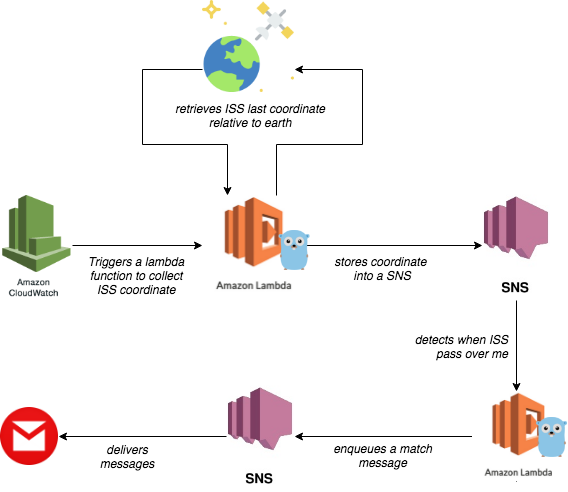 retrieves ISS last coordinate
relative to earth
Amazon
CloudWatch
Triggers a lambda
function to collect
ISS coordinate
Amazon Lambda
stores coordinate
into a SNS
SNS
detects when ISS
pass over me
Amazon Lambda
enqueues a match
message
SNS
delivers
messages